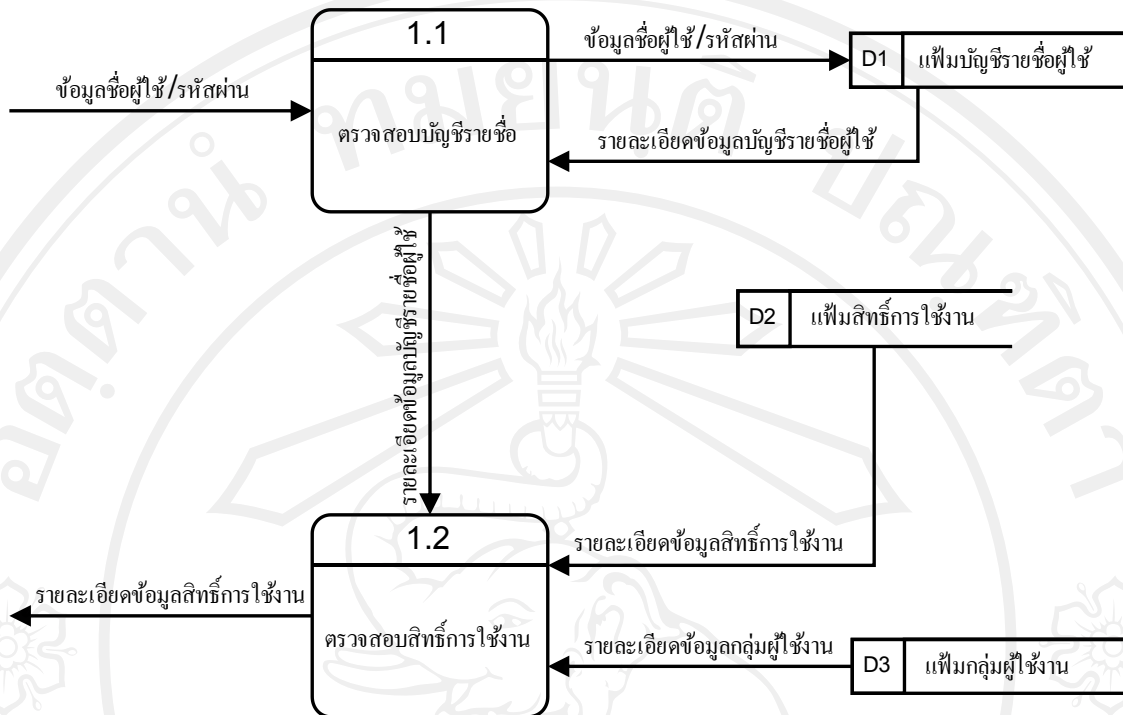 1.1
ข้อมูลชื่อผู้ใช้/รหัสผ่าน
D1 แฟ้มบัญชีรายชื่อผู้ใช้
ข้อมูลชื่อผู้ใช้/รหัสผ่าน
ตรวจสอบบัญชีรายชื่อ
รายละเอียดข้อมูลบัญชีรายชื่อผู้ใช้
รายละเอียดข้อมูลบัญชีรายชื่อผู้ใช้
D2 แฟ้มสิทธิ์การใช้งาน
1.2
รายละเอียดข้อมูลสิทธิ์การใช้งาน
รายละเอียดข้อมูลสิทธิ์การใช้งาน
ตรวจสอบสิทธิ์การใช้งาน
รายละเอียดข้อมูลกลุ่มผู้ใช้งาน
D3 แฟ้มกลุ่มผู้ใช้งาน